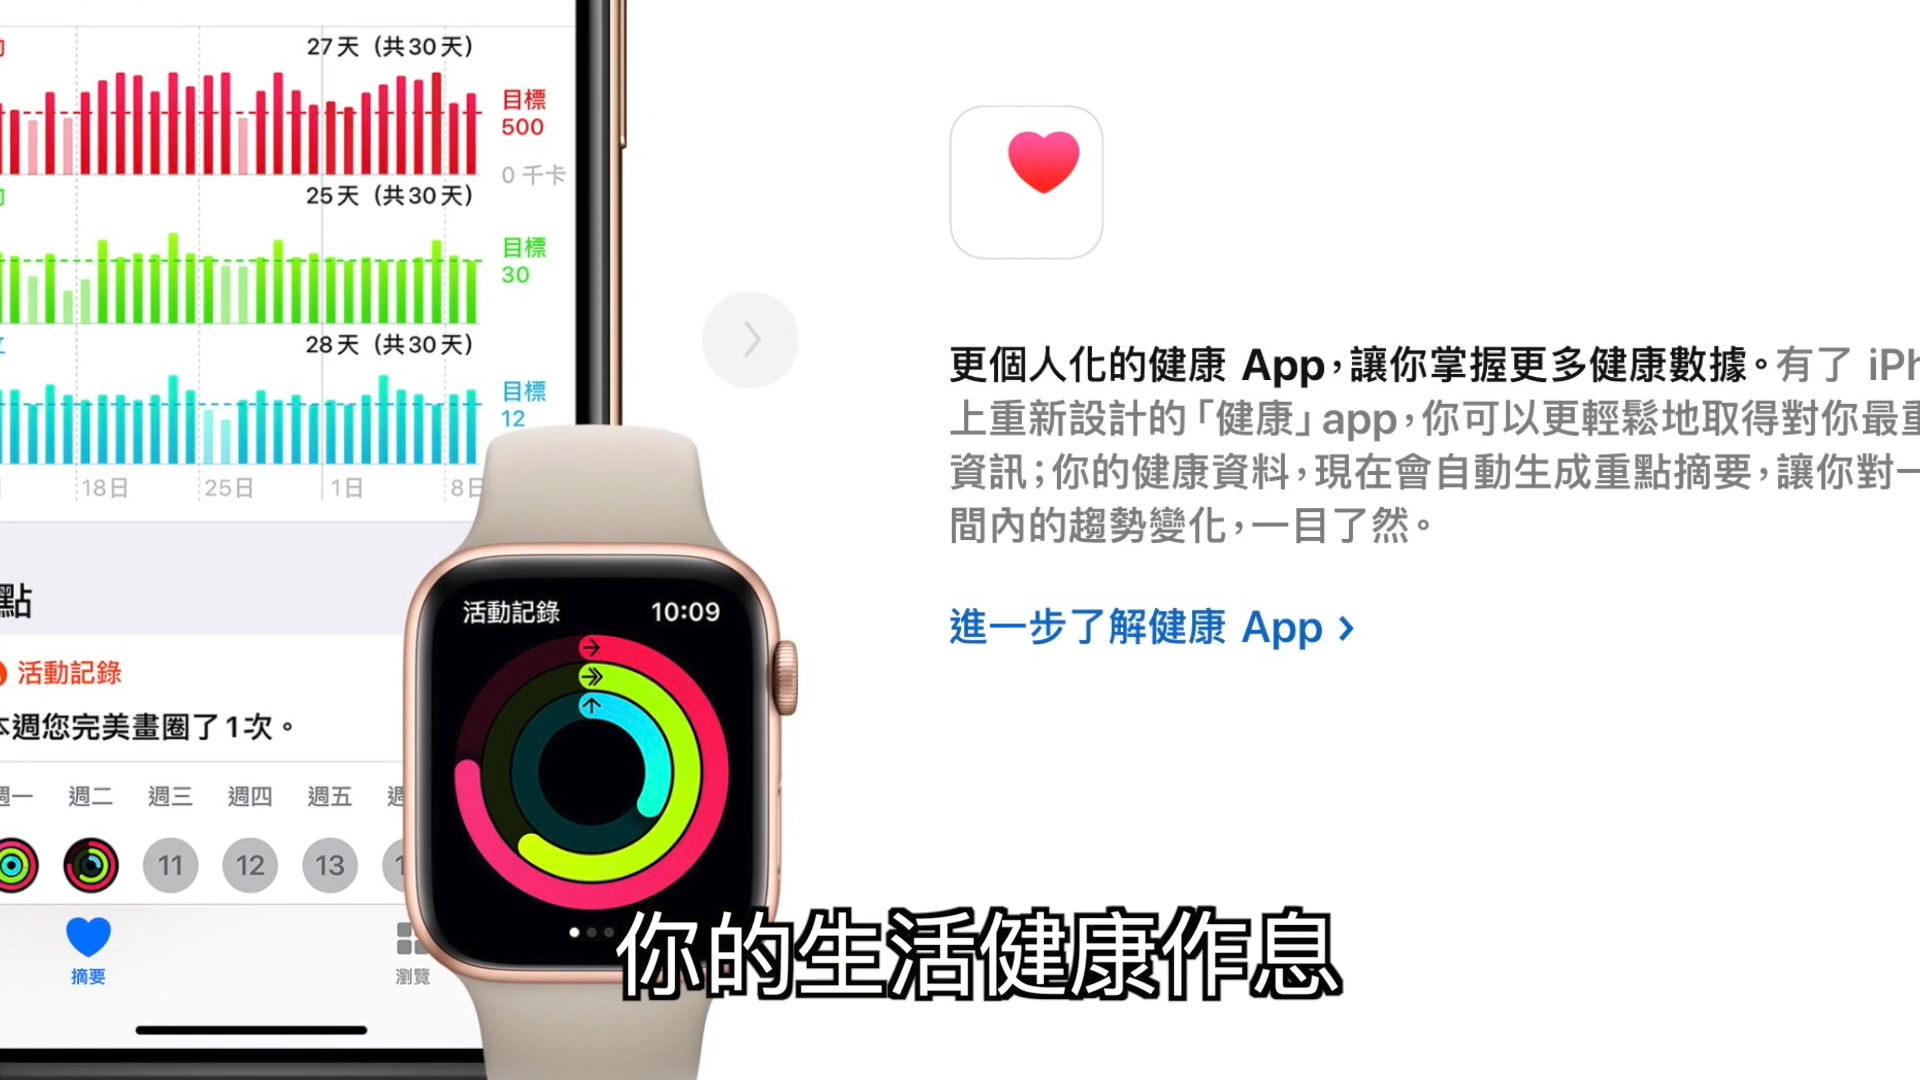 27天（共30天）
目標
500
0 千卡
25天（共30天）
目標
30
28天（共30天）
目標
12
18日
25日
1日
8日
點
活動記錄
本週您完美畫圈了1次。
週一
週二
週三
週四
週五
11
12
13
摘要
瀏覽
活動記錄
10:09
更個人化的健康 App，讓你掌握更多健康數據。有了 iPh
上重新設計的「健康」app，你可以更輕鬆地取得對你最重
資訊；你的健康資料，現在會自動生成重點摘要，讓你對一
間內的趨勢變化，一目了然。
進一步了解健康 App ›
你的生活健康作息